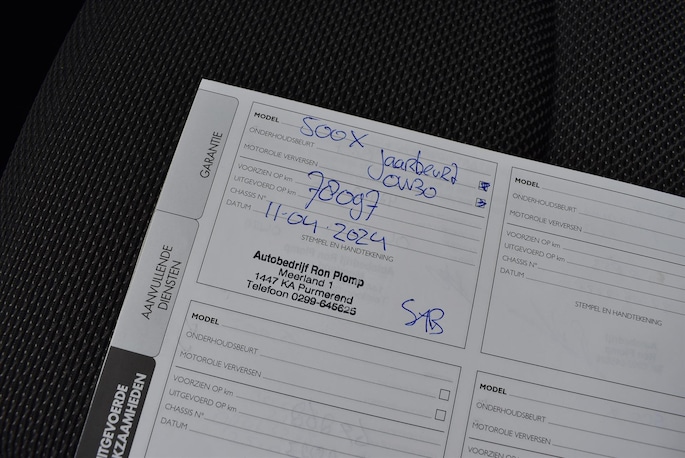 GARANTIE
AANVULLENDE
DIENSTEN
UITGEVOERDE
WERKZAAMHEDEN
MODEL 500X
ONDERHOUDSBEURT jaarbeurt
MOTOROLIE VERVERSEN 0W30
VOORZIEN OP km
UITGEVOERD OP km 78097
CHASSIS N°
DATUM 11-04-2024
STEMPEL EN HANDTEKENING
Autobedrijf Ron Plomp
Meerland 1
1447 KA Purmerend
Telefoon 0299-645625
MODEL
ONDERHOUDSBEURT
MOTOROLIE VERVERSEN
VOORZIEN OP km
UITGEVOERD OP km
CHASSIS N°
DATUM
STEMPEL EN HANDTEKENING
MODEL
ONDERHOUDSBEURT
MOTOROLIE VERVERSEN
VOORZIEN OP km
UITGEVOERD OP km
CHASSIS N°
DATUM
MODEL
ONDERHOUDSBEURT
MOTOROLIE VERVERSEN
VOORZIEN OP km